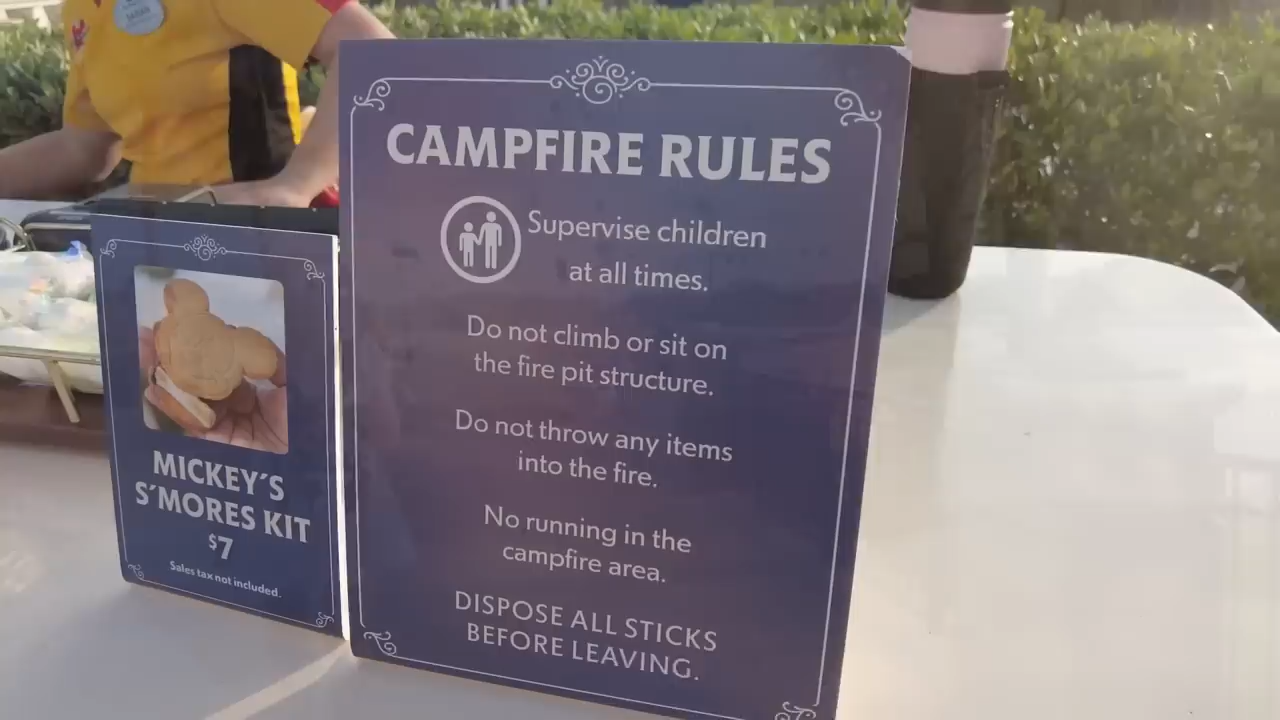 CAMPFIRE RULES
Supervise children
at all times.
Do not climb or sit on
the fire pit structure.
Do not throw any items
into the fire.
No running in the
campfire area.
DISPOSE ALL STICKS
BEFORE LEAVING.
MICKEY'S
S'MORES KIT
$7
Sales tax not included.